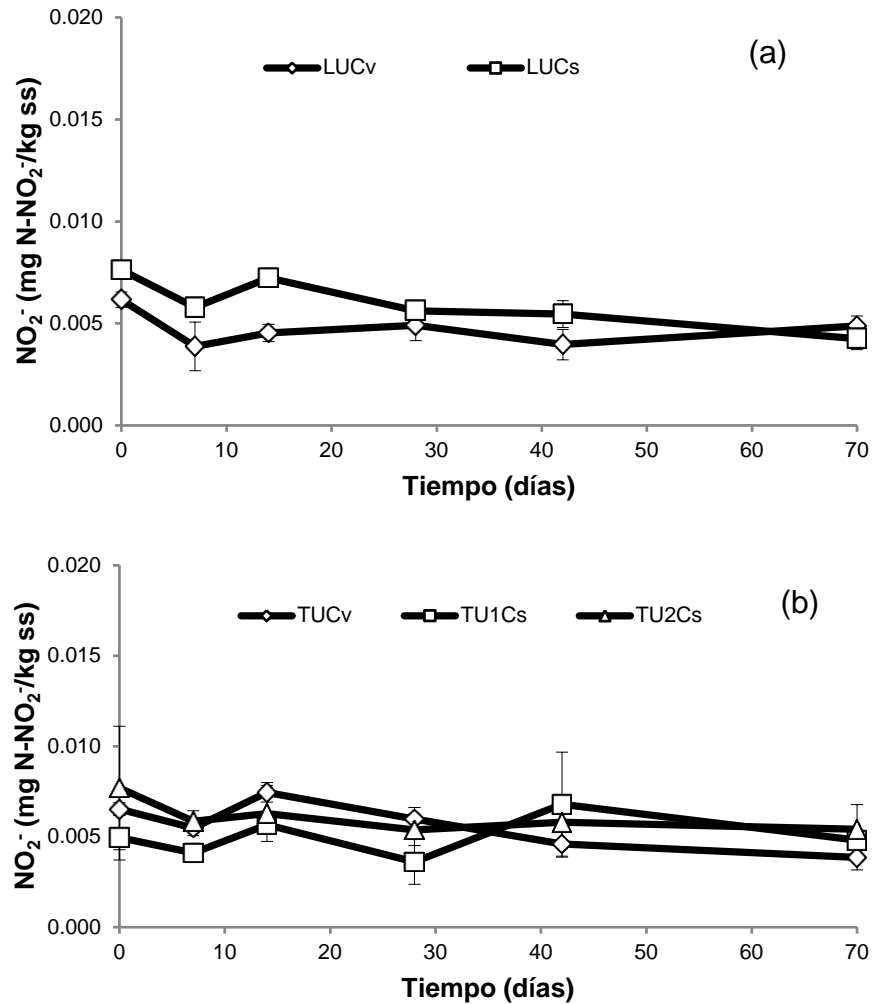 0.020
(a)
LUCv LUCs
0.015
0.010
0.005
0.000
NO₂⁻ (mg N-NO₂⁻/kg ss)
0 10 20 30 40 50 60 70
Tiempo (días)
0.020
(b)
TUCv TU1Cs TU2Cs
0.015
0.010
0.005
0.000
NO₂⁻ (mg N-NO₂⁻/kg ss)
0 10 20 30 40 50 60 70
Tiempo (días)